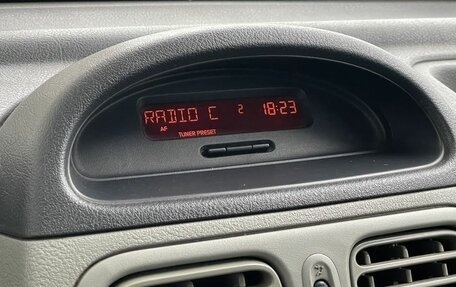 RADIO C 2 18:23
AF TUNER PRESET